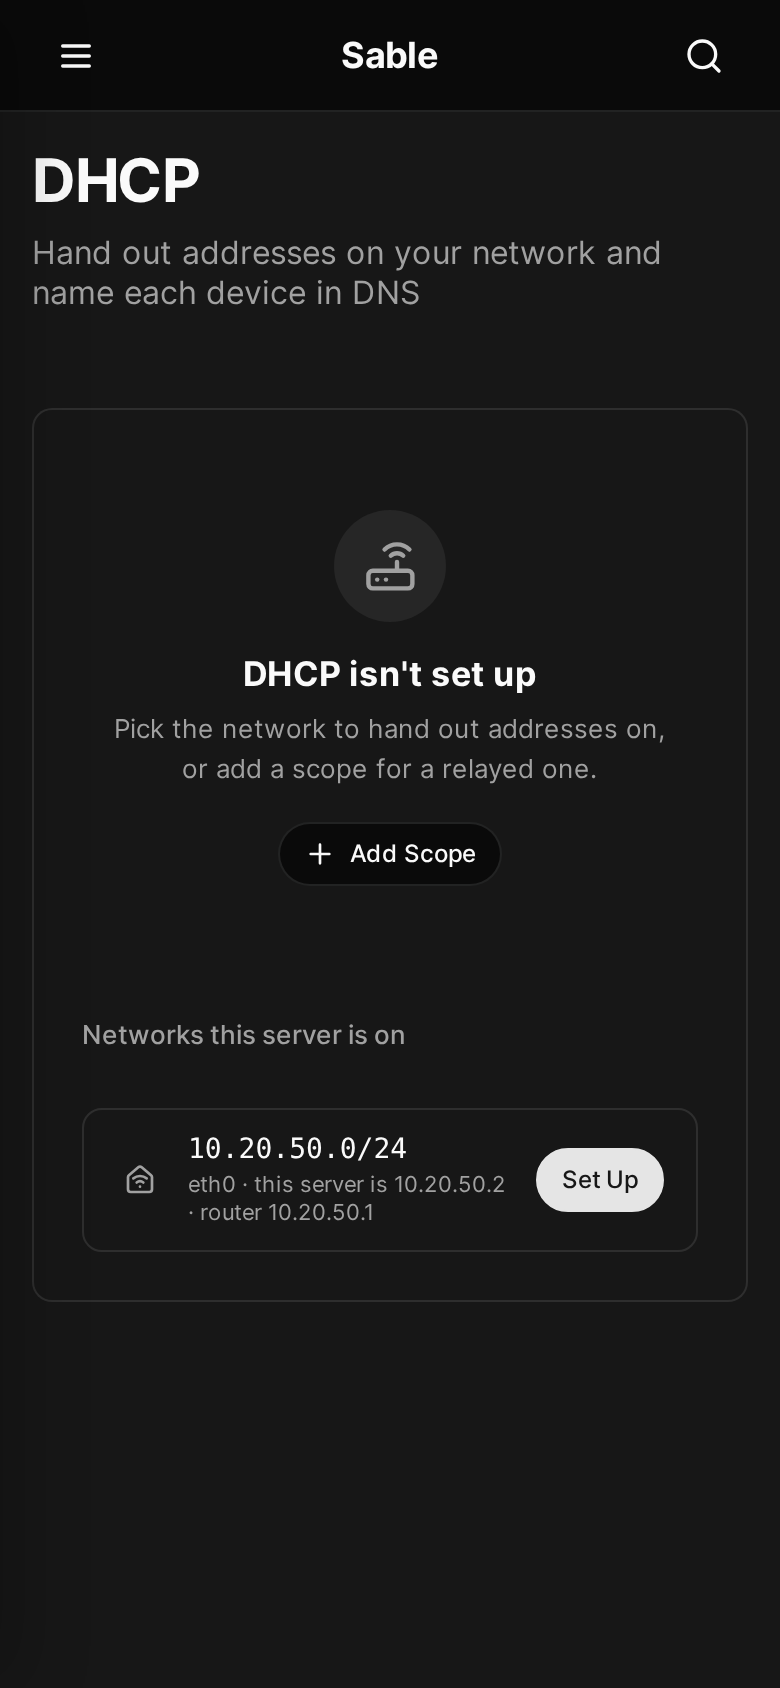 Sable
DHCP
Hand out addresses on your network and
name each device in DNS
DHCP isn't set up
Pick the network to hand out addresses on,
or add a scope for a relayed one.
Add Scope
Networks this server is on
10.20.50.0/24
eth0 · this server is 10.20.50.2
· router 10.20.50.1
Set Up